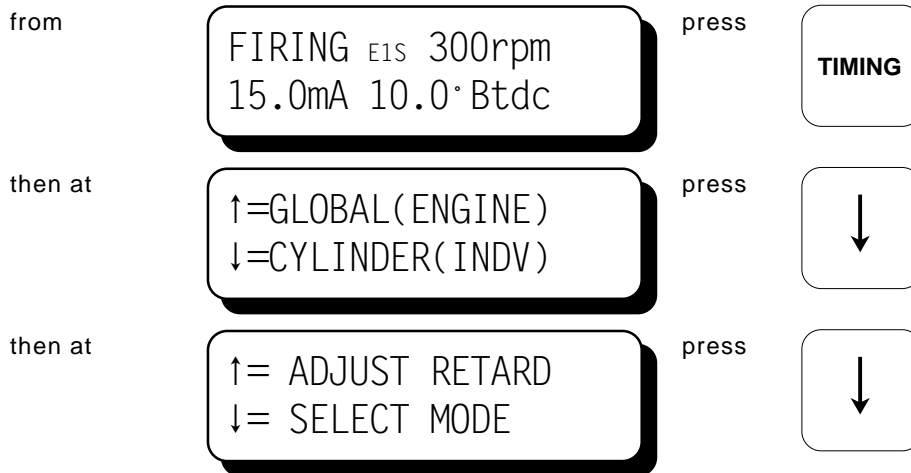 from
FIRING E1S 300rpm
15.0mA 10.0°Btdc
press
TIMING
then at
↑=GLOBAL(ENGINE)
↓=CYLINDER(INDV)
press
↓
then at
↑= ADJUST RETARD
↓= SELECT MODE
press
↓